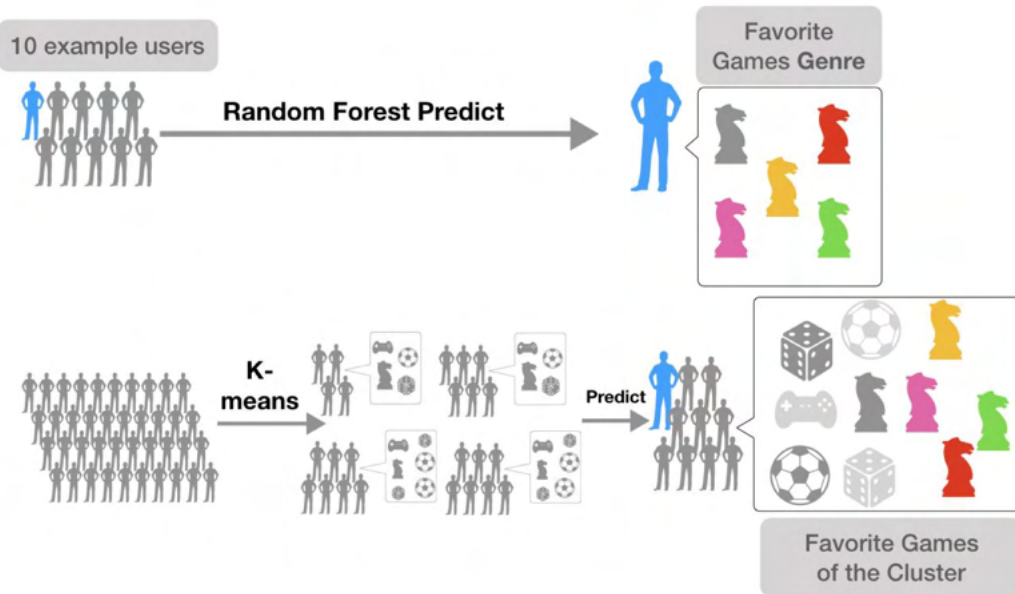 10 example users
Favorite
Games Genre
Random Forest Predict
K-
means
Predict
Favorite Games
of the Cluster